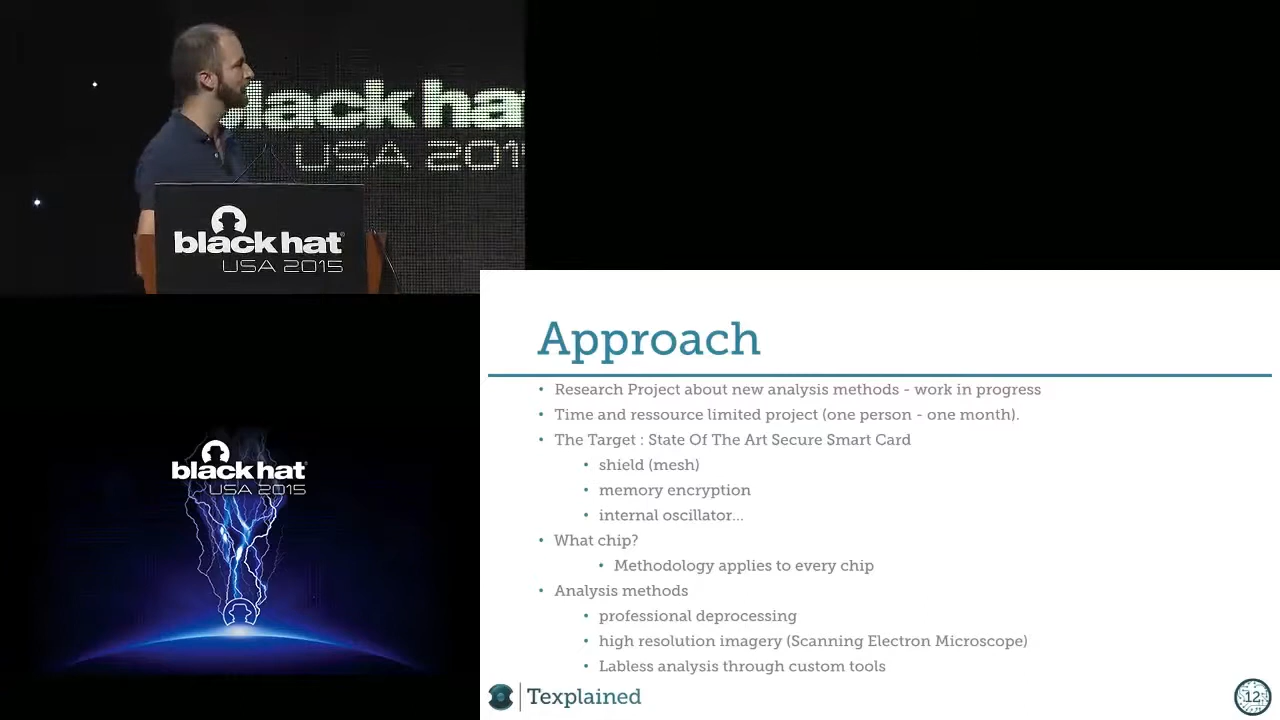 black hat
USA 2015
black hat
USA 2015
Approach
• Research Project about new analysis methods - work in progress
• Time and ressource limited project (one person - one month).
• The Target : State Of The Art Secure Smart Card
• shield (mesh)
• memory encryption
• internal oscillator...
• What chip?
• Methodology applies to every chip
• Analysis methods
• professional deprocessing
• high resolution imagery (Scanning Electron Microscope)
• Labless analysis through custom tools
black hat
USA 2015
Texplained
12